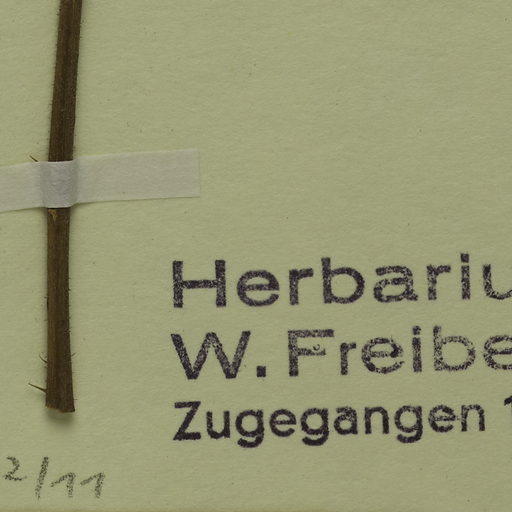 Herbariu
W. Freibe
Zugegangen 1
2/11